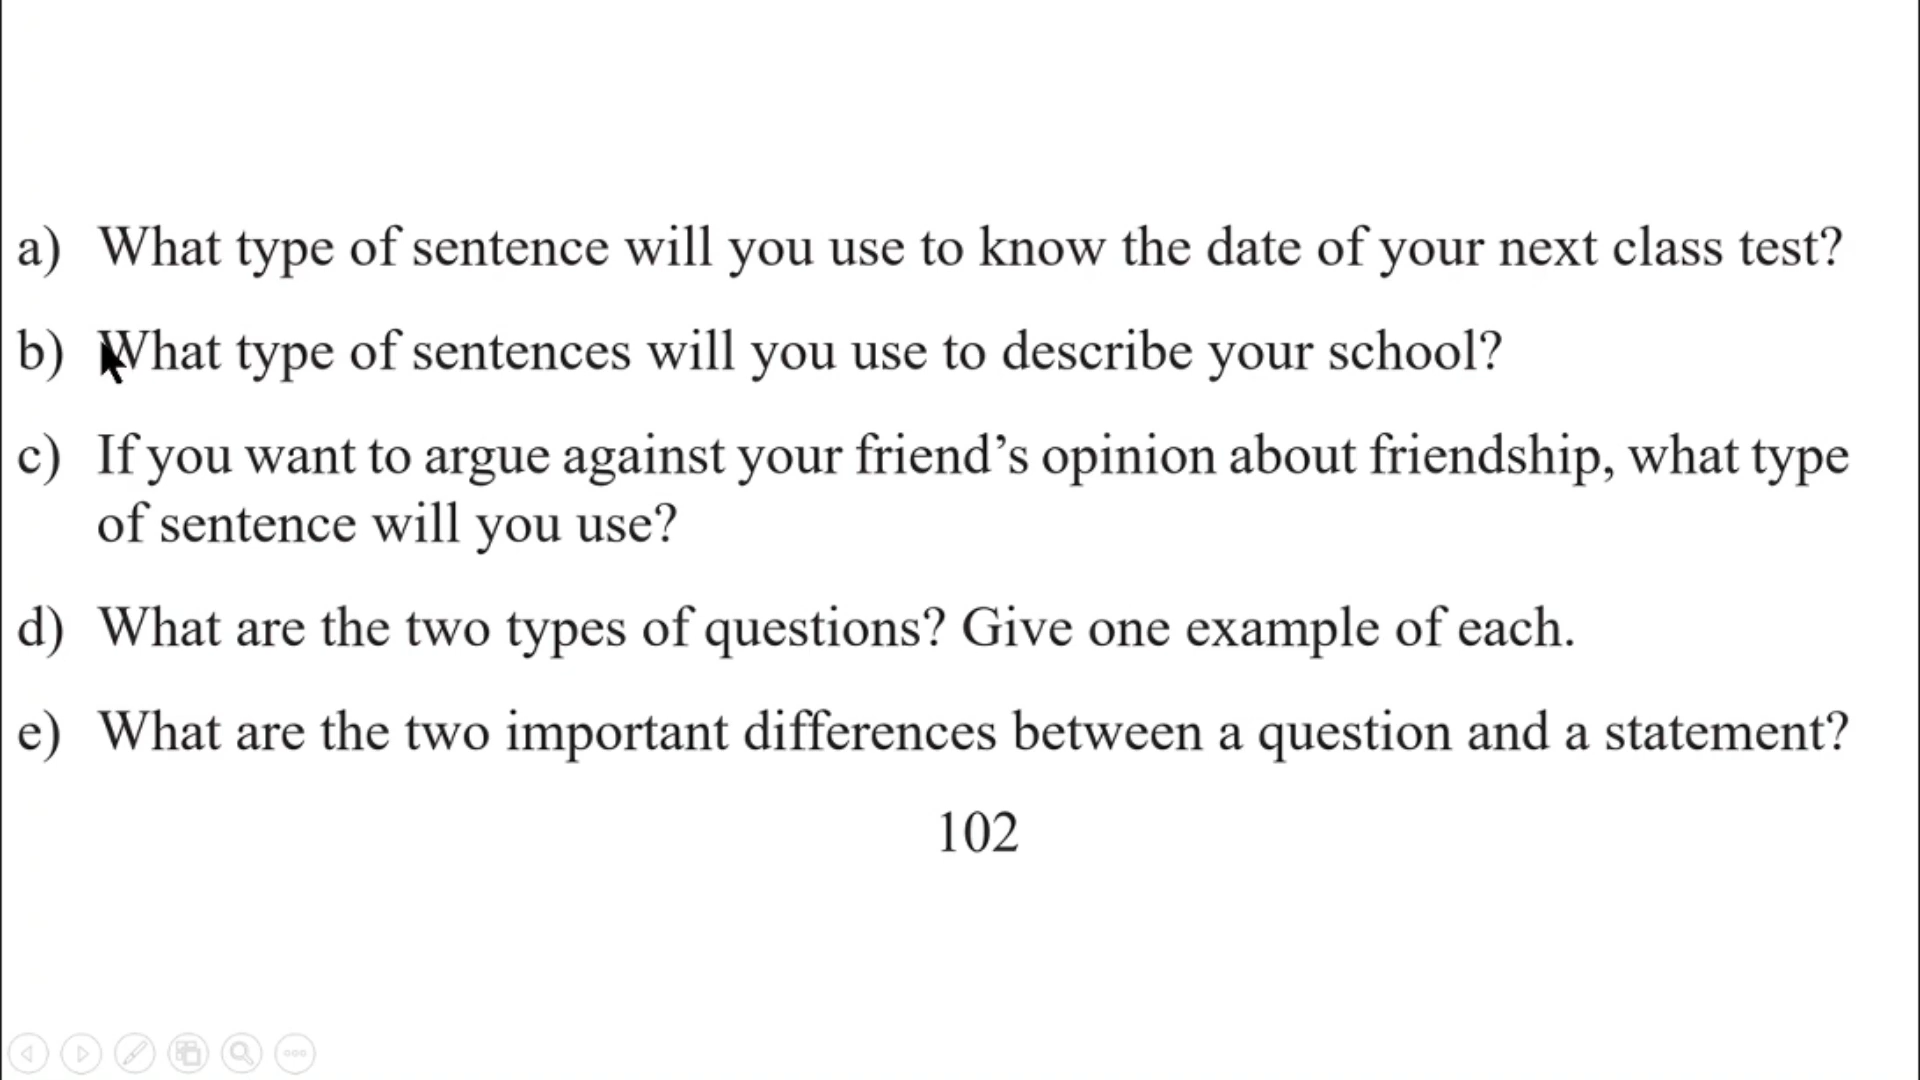 a) What type of sentence will you use to know the date of your next class test?
b) What type of sentences will you use to describe your school?
c) If you want to argue against your friend’s opinion about friendship, what type
of sentence will you use?
d) What are the two types of questions? Give one example of each.
e) What are the two important differences between a question and a statement?
102